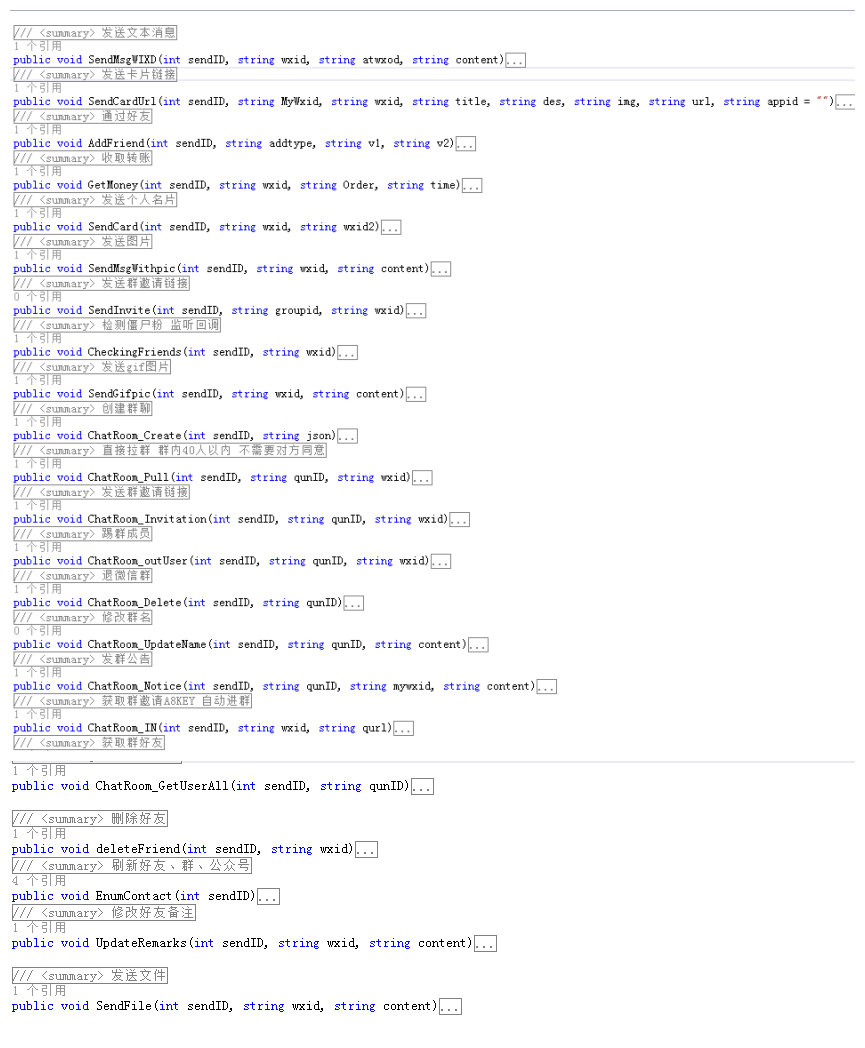 /// <summary> 发送文本消息
1 个引用
public void SendMsgWIXD(int sendID, string wxid, string atwxod, string content)...
/// <summary> 发送卡片链接
1 个引用
public void SendCardUrl(int sendID, string MyWxid, string wxid, string title, string des, string img, string url, string appid = "")...
/// <summary> 通过好友
1 个引用
public void AddFriend(int sendID, string addtype, string v1, string v2)...
/// <summary> 收取转账
1 个引用
public void GetMoney(int sendID, string wxid, string Order, string time)...
/// <summary> 发送个人名片
1 个引用
public void SendCard(int sendID, string wxid, string wxid2)...
/// <summary> 发送图片
1 个引用
public void SendMsgWithpic(int sendID, string wxid, string content)...
/// <summary> 发送群邀请链接
0 个引用
public void SendInvite(int sendID, string groupid, string wxid)...
/// <summary> 检测僵尸粉 监听回调
1 个引用
public void CheckingFriends(int sendID, string wxid)...
/// <summary> 发送gif图片
1 个引用
public void SendGifpic(int sendID, string wxid, string content)...
/// <summary> 创建群聊
1 个引用
public void ChatRoom_Create(int sendID, string json)...
/// <summary> 直接拉群 群内40人以内 不需要对方同意
1 个引用
public void ChatRoom_Pull(int sendID, string qunID, string wxid)...
/// <summary> 发送群邀请链接
1 个引用
public void ChatRoom_Invitation(int sendID, string qunID, string wxid)...
/// <summary> 踢群成员
1 个引用
public void ChatRoom_outUser(int sendID, string qunID, string wxid)...
/// <summary> 退微信群
1 个引用
public void ChatRoom_Delete(int sendID, string qunID)...
/// <summary> 修改群名
0 个引用
public void ChatRoom_UpdateName(int sendID, string qunID, string content)...
/// <summary> 发群公告
1 个引用
public void ChatRoom_Notice(int sendID, string qunID, string mywxid, string content)...
/// <summary> 获取群邀请A8KEY 自动进群
1 个引用
public void ChatRoom_IN(int sendID, string wxid, string qurl)...
/// <summary> 获取群好友
1 个引用
public void ChatRoom_GetUserAll(int sendID, string qunID)...
/// <summary> 删除好友
1 个引用
public void deleteFriend(int sendID, string wxid)...
/// <summary> 刷新好友、群、公众号
4 个引用
public void EnumContact(int sendID)...
/// <summary> 修改好友备注
1 个引用
public void UpdateRemarks(int sendID, string wxid, string content)...
/// <summary> 发送文件
1 个引用
public void SendFile(int sendID, string wxid, string content)...